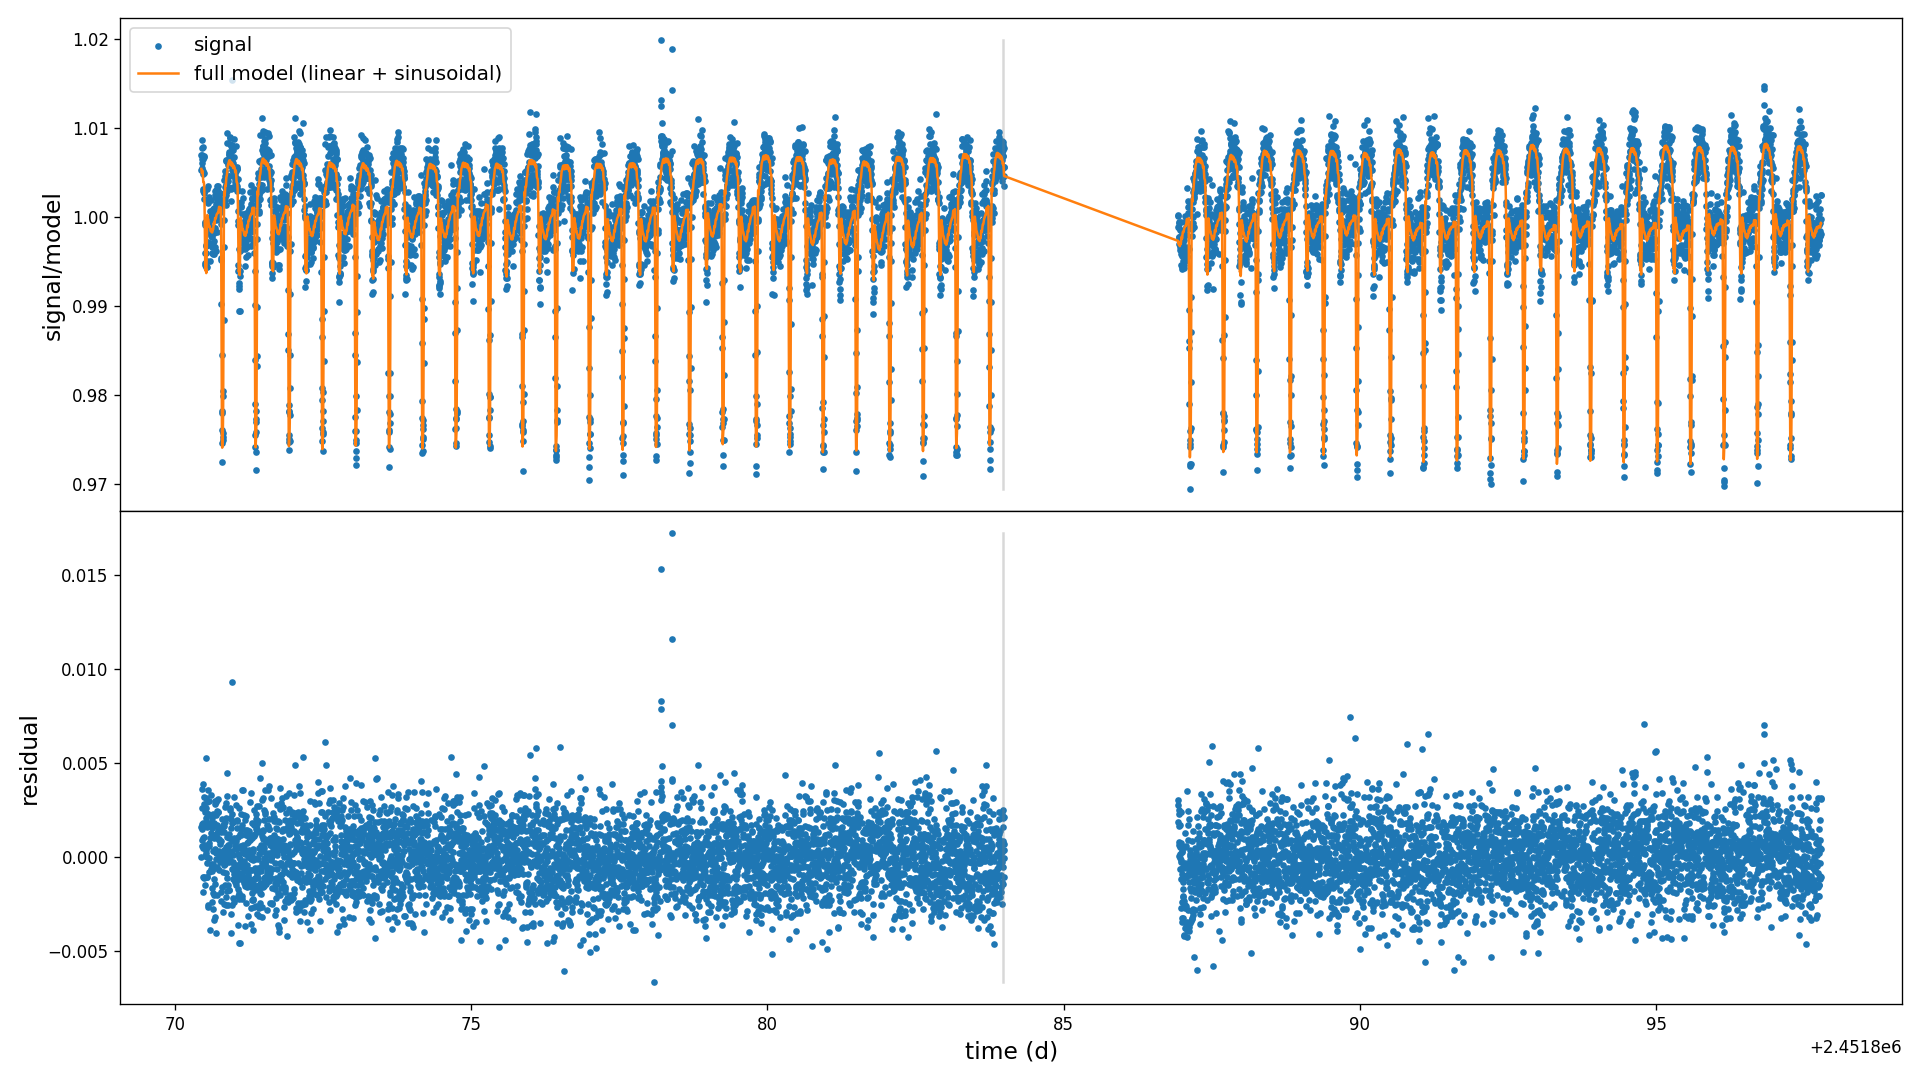 signal
full model (linear + sinusoidal)
signal/model
1.02
1.01
1.00
0.99
0.98
0.97
residual
0.015
0.010
0.005
0.000
−0.005
70 75 80 85 90 95
time (d)
+2.4518e6